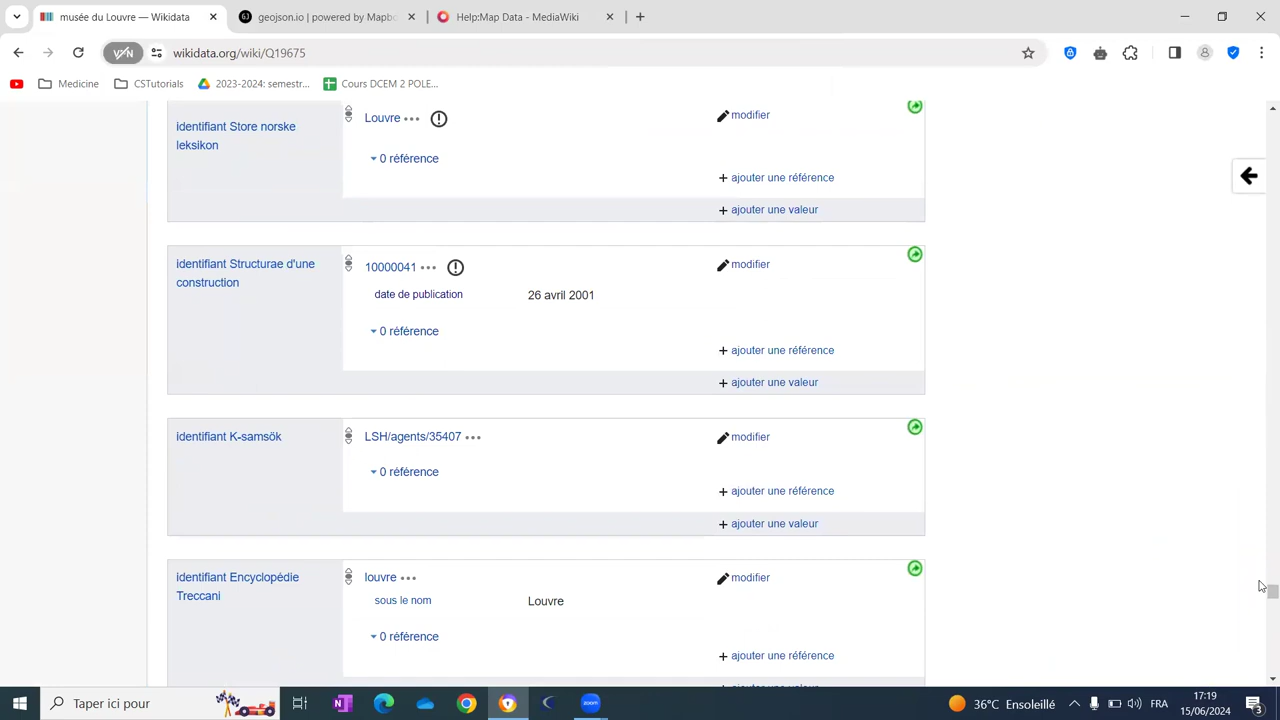 musée du Louvre — Wikidata
geojson.io | powered by Mapbo
Help:Map Data - MediaWiki
wikidata.org/wiki/Q19675
Medicine
CSTutorials
2023-2024: semestr...
Cours DCEM 2 POLE...
identifiant Store norske
leksikon
Louvre
modifier
0 référence
ajouter une référence
ajouter une valeur
identifiant Structurae d'une
construction
10000041
modifier
date de publication
26 avril 2001
0 référence
ajouter une référence
ajouter une valeur
identifiant K-samsök
LSH/agents/35407
modifier
0 référence
ajouter une référence
ajouter une valeur
identifiant Encyclopédie
Treccani
louvre
modifier
sous le nom
Louvre
0 référence
ajouter une référence
ajouter une valeur
Taper ici pour
36°C Ensoleillé
FRA
17:19
15/06/2024
3